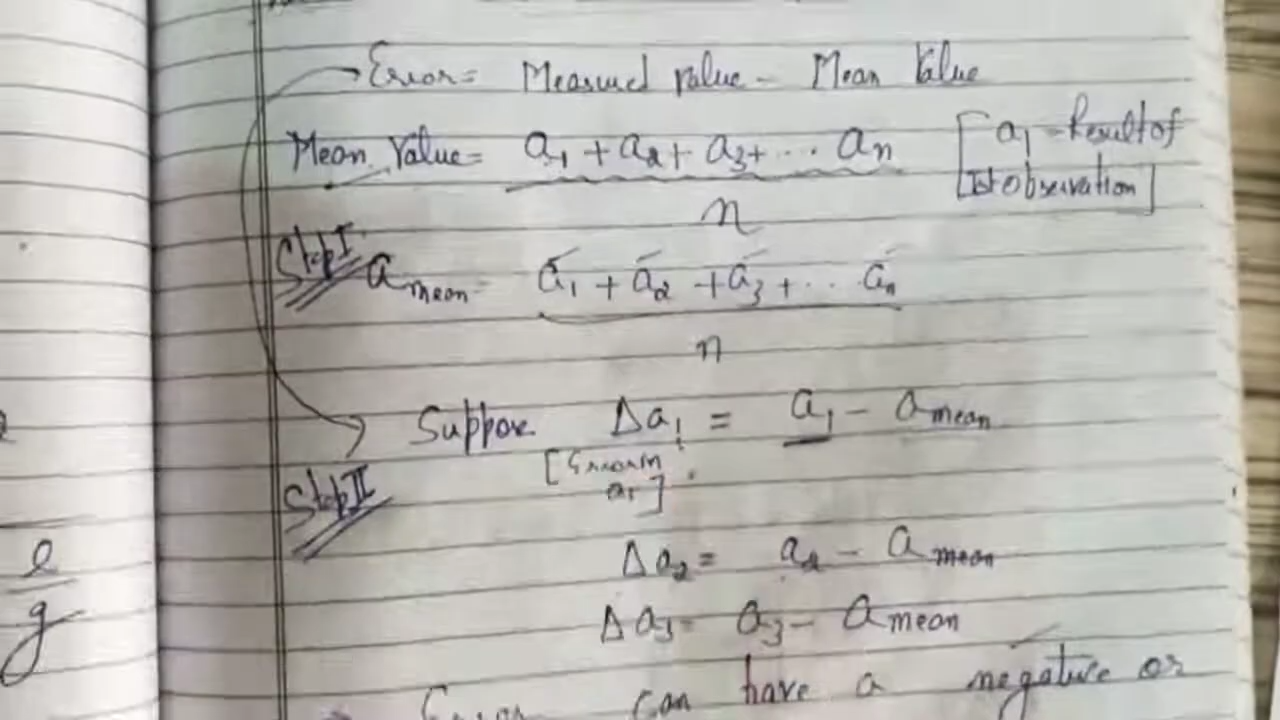 Error = Measured value - Mean Value
Mean Value = a1 + a2 + a3 + ... an [a1 - Result of
n Ist Observation]
Step I amean = a1 + a2 + a3 + ... an
n
Suppose Δa1 = a1 - amean
[Error in
a1]
Step II
Δa2 = a2 - amean
Δa3 = a3 - amean
Error can have a negative or
l
g